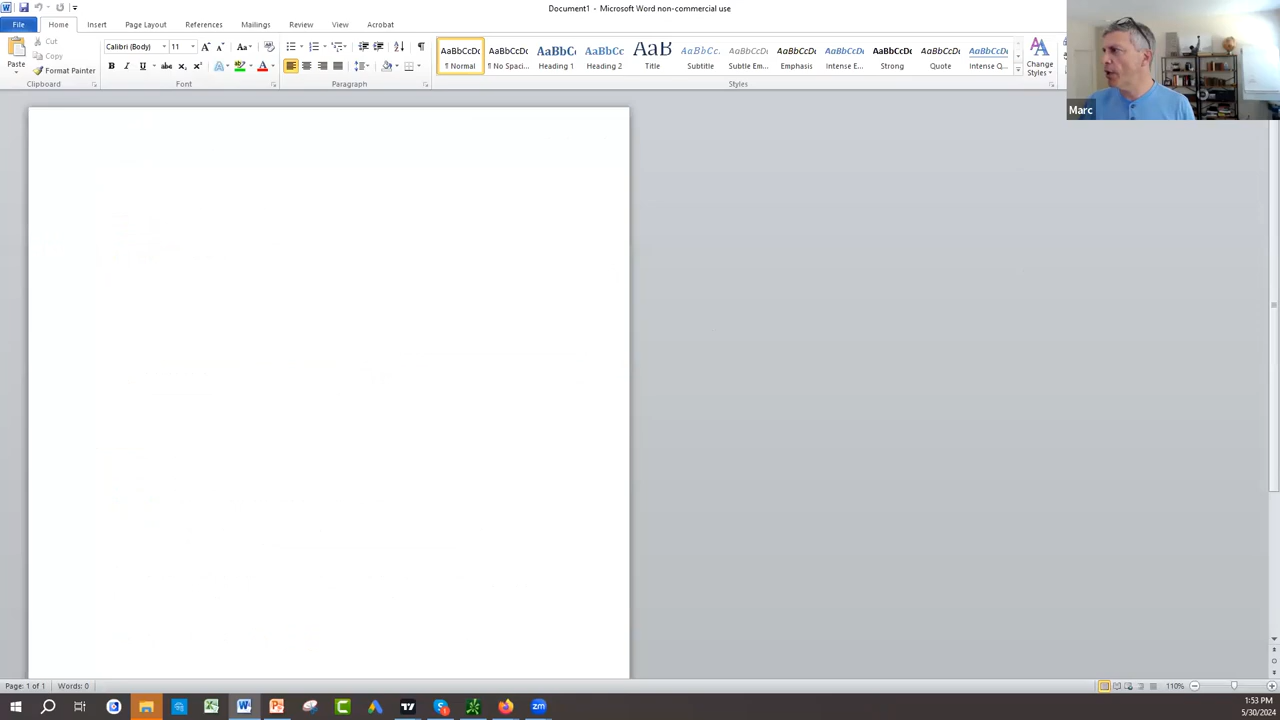 Document1 - Microsoft Word non-commercial use
File Home Insert Page Layout References Mailings Review View Acrobat
Paste
Cut
Copy
Format Painter
Clipboard
Calibri (Body) 11
Font
Paragraph
AaBbCcDc AaBbCcDc AaBbCc AaBbCc AaB AaBbCc. AaBbCcDc AaBbCcDc AaBbCcDc AaBbCcDc AaBbCcDc AaBbCcDc
¶ Normal ¶ No Spaci... Heading 1 Heading 2 Title Subtitle Subtle Em... Emphasis Intense E... Strong Quote Intense Q...
Change
Styles
Styles
Marc
Page: 1 of 1 Words: 0
110%
1:53 PM
5/30/2024